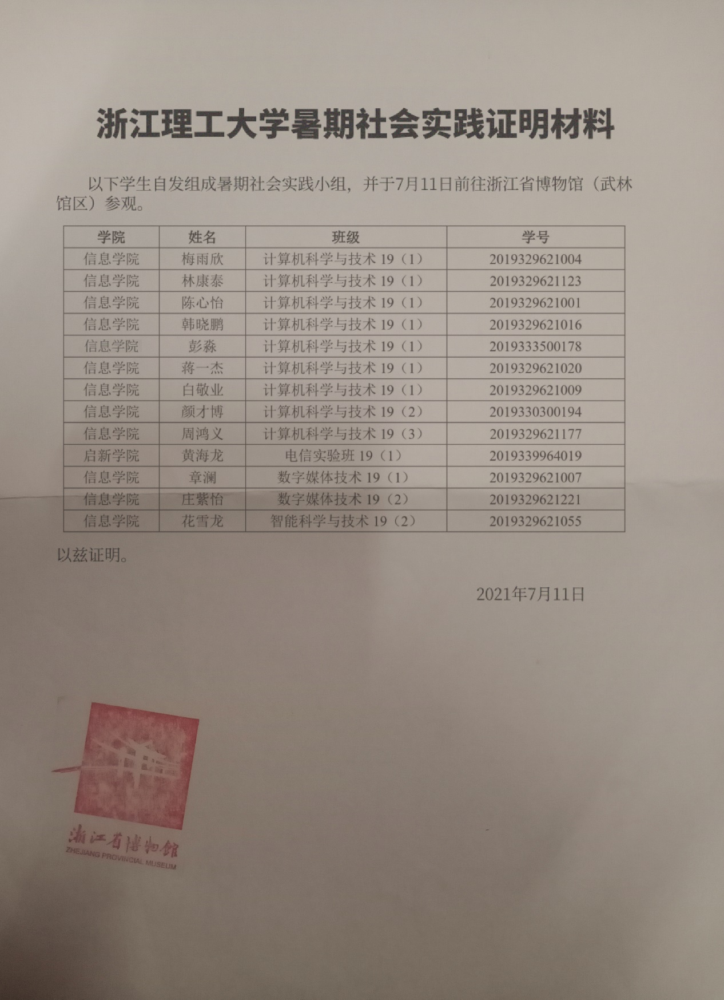 浙江理工大学暑期社会实践证明材料
以下学生自发组成暑期社会实践小组，并于7月11日前往浙江省博物馆（武林
馆区）参观。
学院 姓名 班级 学号
信息学院 梅雨欣 计算机科学与技术 19（1） 2019329621004
信息学院 林康泰 计算机科学与技术 19（1） 2019329621123
信息学院 陈心怡 计算机科学与技术 19（1） 2019329621001
信息学院 韩晓鹏 计算机科学与技术 19（1） 2019329621016
信息学院 彭淼 计算机科学与技术 19（1） 2019333500178
信息学院 蒋一杰 计算机科学与技术 19（1） 2019329621020
信息学院 白敬业 计算机科学与技术 19（1） 2019329621009
信息学院 颜才博 计算机科学与技术 19（2） 2019330300194
信息学院 周鸿义 计算机科学与技术 19（3） 2019329621177
启新学院 黄海龙 电信实验班 19（1） 2019339964019
信息学院 章澜 数字媒体技术 19（1） 2019329621007
信息学院 庄紫怡 数字媒体技术 19（2） 2019329621221
信息学院 花雪龙 智能科学与技术 19（2） 2019329621055
以兹证明。
2021年7月11日
浙江省博物館
ZHEJIANG PROVINCIAL MUSEUM